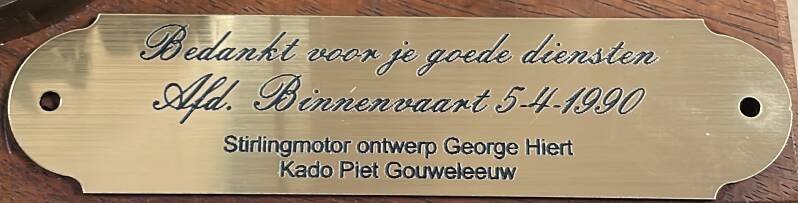 Bedankt voor je goede diensten
Afd. Binnenvaart 5-4-1990
Stirlingmotor ontwerp George Hiert
Kado Piet Gouweleeuw